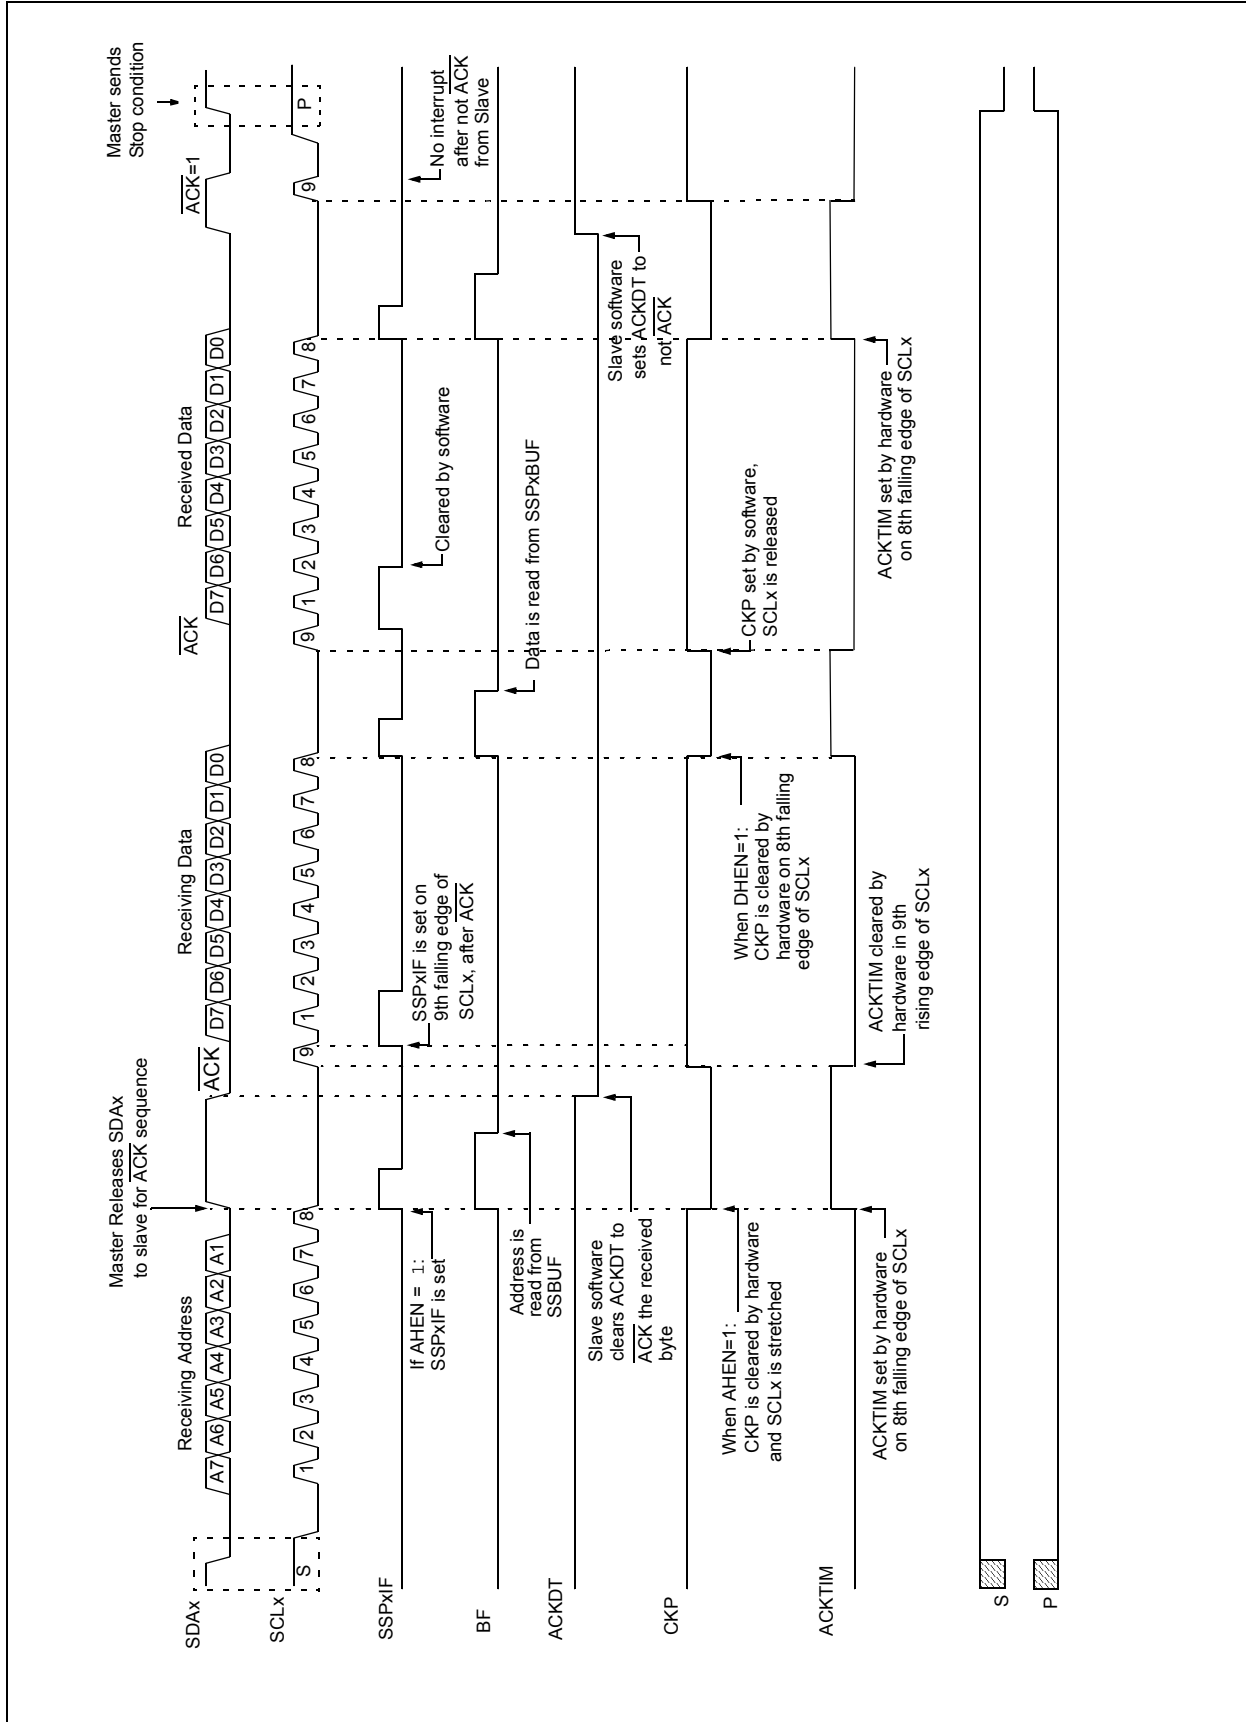 Master Releases SDAx
to slave for ACK sequence
Master sends
Stop condition
Receiving Address
ACK
Receiving Data
ACK
Received Data
ACK=1
SDAx
A7 A6 A5 A4 A3 A2 A1
D7 D6 D5 D4 D3 D2 D1 D0
D7 D6 D5 D4 D3 D2 D1 D0
SCLx
S
1 2 3 4 5 6 7 8
9 1 2 3 4 5 6 7 8
9 1 2 3 4 5 6 7 8
9
P
SSPxIF
If AHEN = 1:
SSPxIF is set
SSPxIF is set on
9th falling edge of
SCLx, after ACK
Cleared by software
No interrupt
after not ACK
from Slave
BF
Address is
read from
SSBUF
Data is read from SSPxBUF
ACKDT
Slave software
clears ACKDT to
ACK the received
byte
Slave software
sets ACKDT to
not ACK
CKP
When AHEN=1:
CKP is cleared by hardware
and SCLx is stretched
When DHEN=1:
CKP is cleared by
hardware on 8th falling
edge of SCLx
CKP set by software,
SCLx is released
ACKTIM
ACKTIM set by hardware
on 8th falling edge of SCLx
ACKTIM cleared by
hardware in 9th
rising edge of SCLx
ACKTIM set by hardware
on 8th falling edge of SCLx
S
P